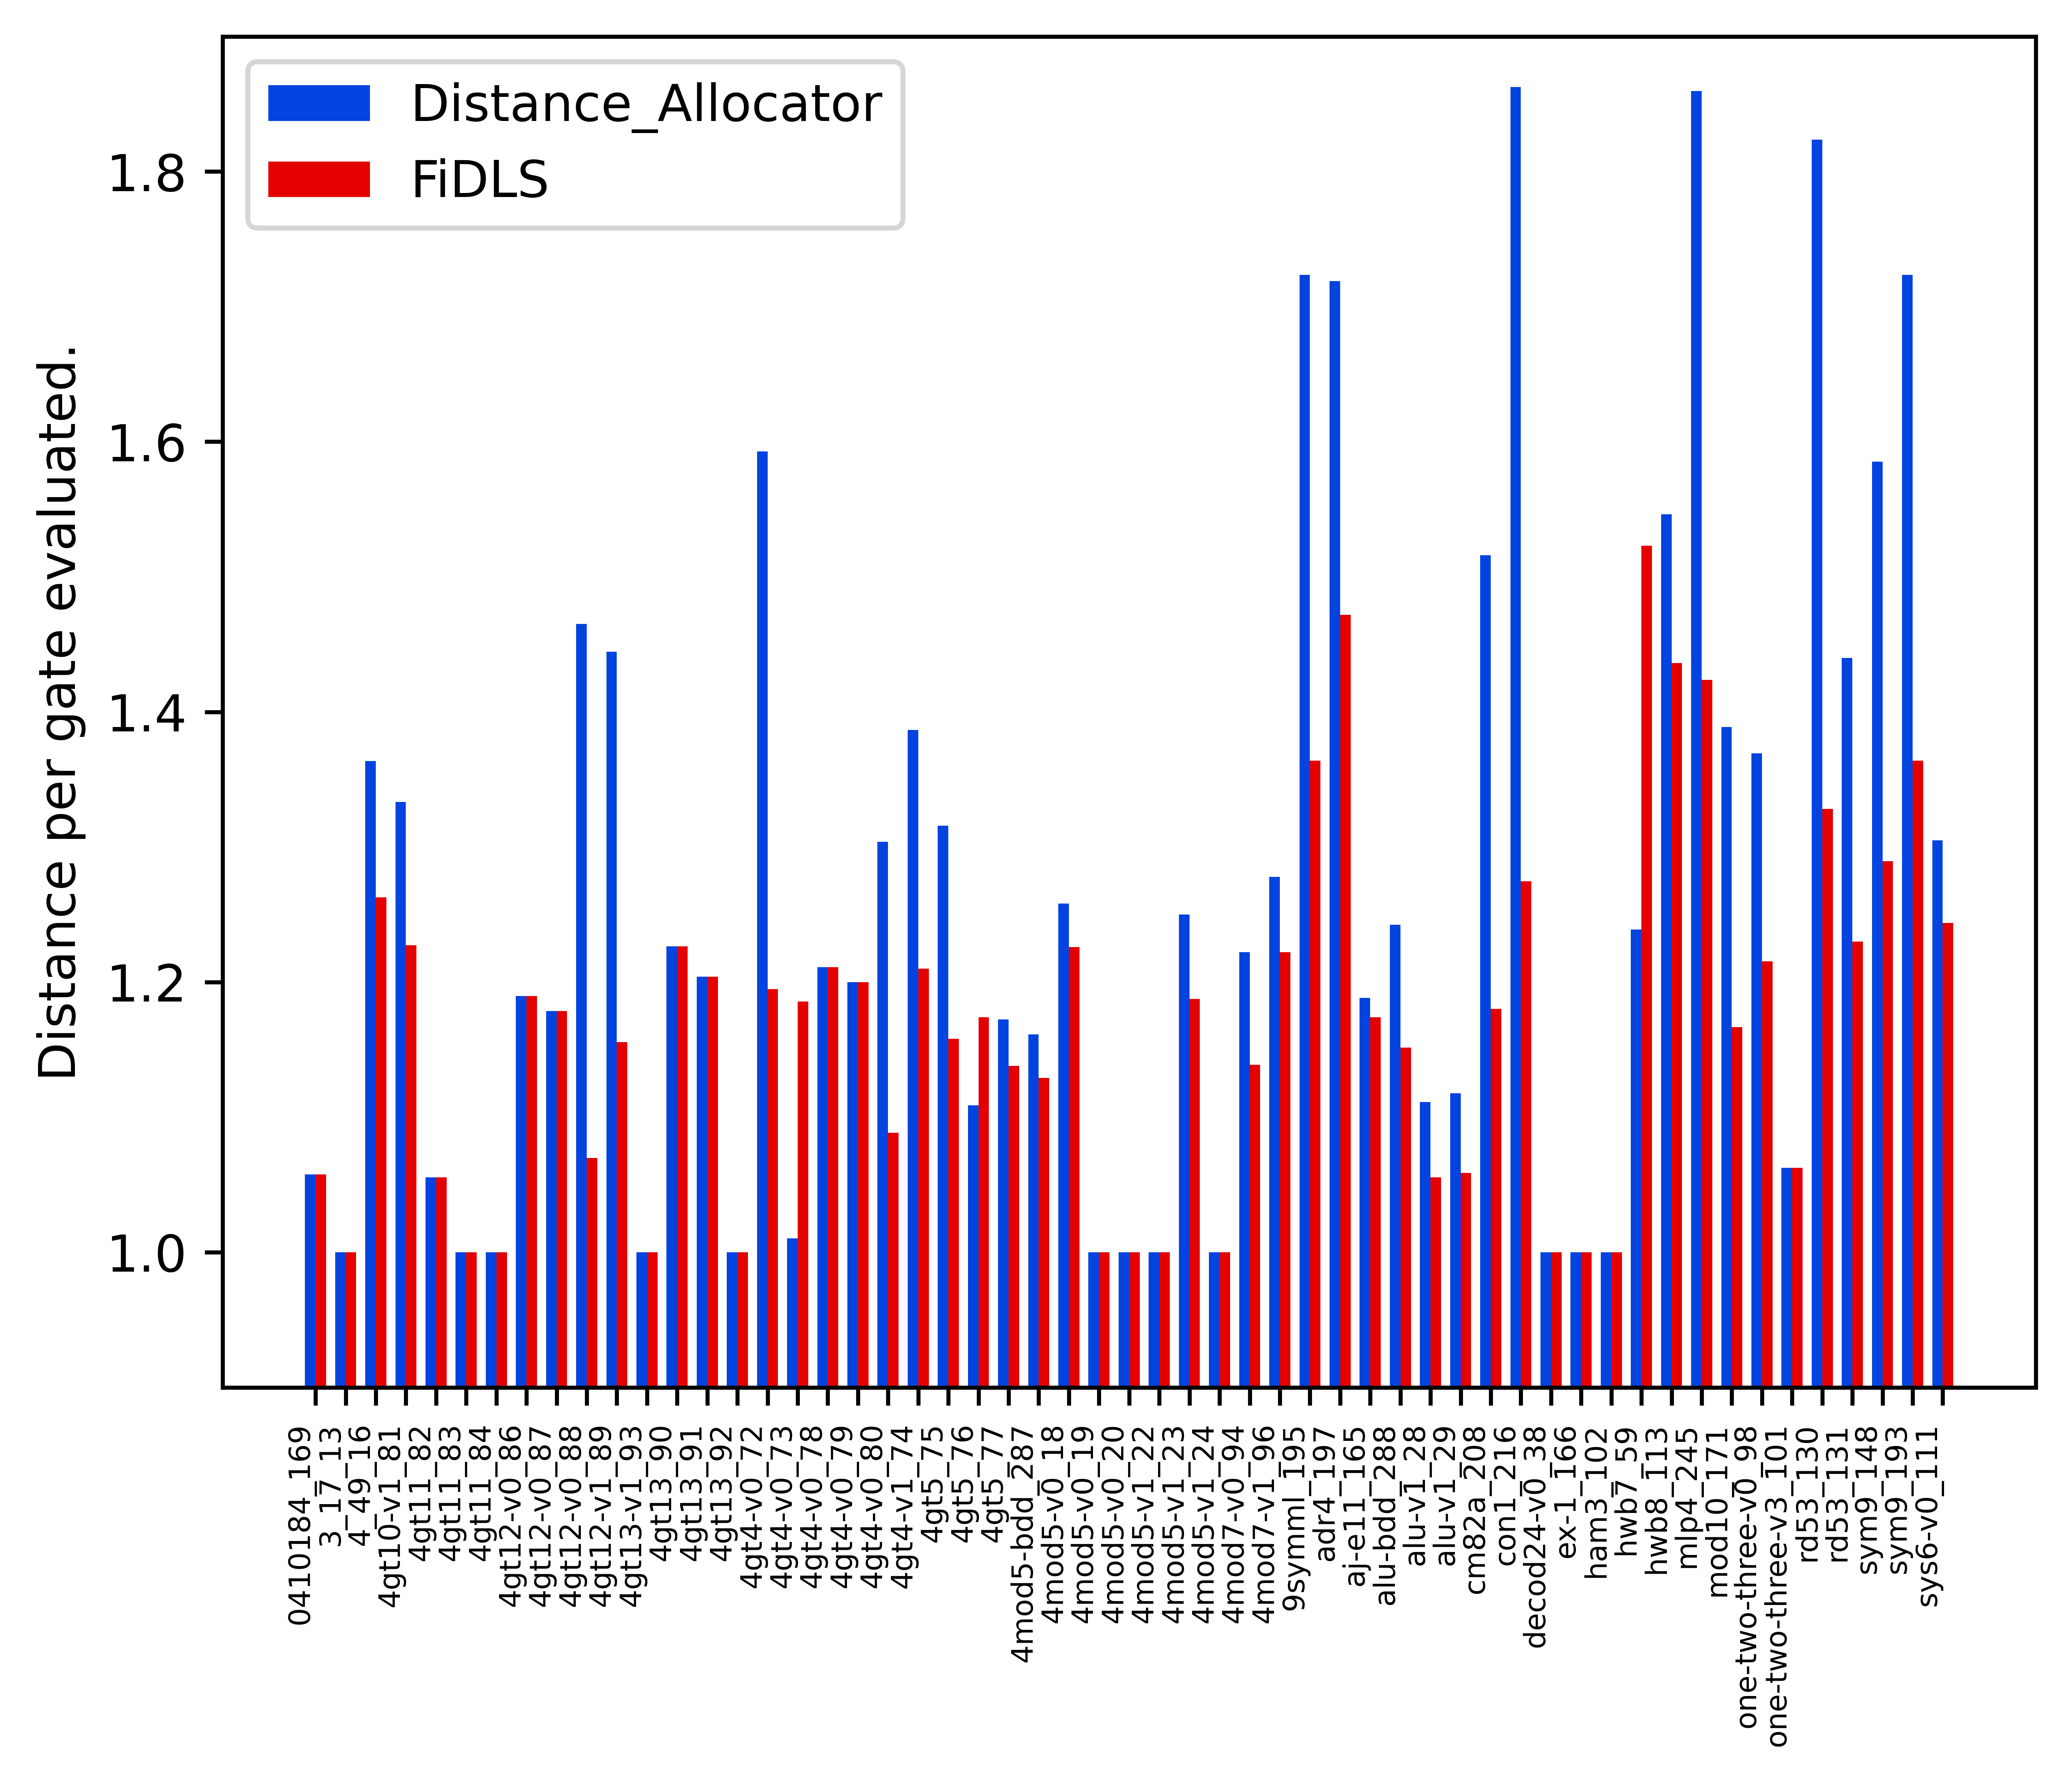 Distance_Allocator
FiDLS
Distance per gate evaluated.
1.8
1.6
1.4
1.2
1.0
0410184_169
3_17_13
4_49_16
4gt10-v1_81
4gt11_82
4gt11_83
4gt11_84
4gt12-v0_86
4gt12-v0_87
4gt12-v0_88
4gt12-v1_89
4gt13-v1_93
4gt13_90
4gt13_91
4gt13_92
4gt4-v0_72
4gt4-v0_73
4gt4-v0_78
4gt4-v0_79
4gt4-v0_80
4gt4-v1_74
4gt5_75
4gt5_76
4gt5_77
4mod5-bdd_287
4mod5-v0_18
4mod5-v0_19
4mod5-v0_20
4mod5-v1_22
4mod5-v1_23
4mod5-v1_24
4mod7-v0_94
4mod7-v1_96
9symml_195
adr4_197
aj-e11_165
alu-bdd_288
alu-v1_28
alu-v1_29
cm82a_208
con1_216
decod24-v0_38
ex-1_166
ham3_102
hwb7_59
hwb8_113
mlp4_245
mod10_171
one-two-three-v0_98
one-two-three-v3_101
rd53_130
rd53_131
sym9_148
sym9_193
sys6-v0_111